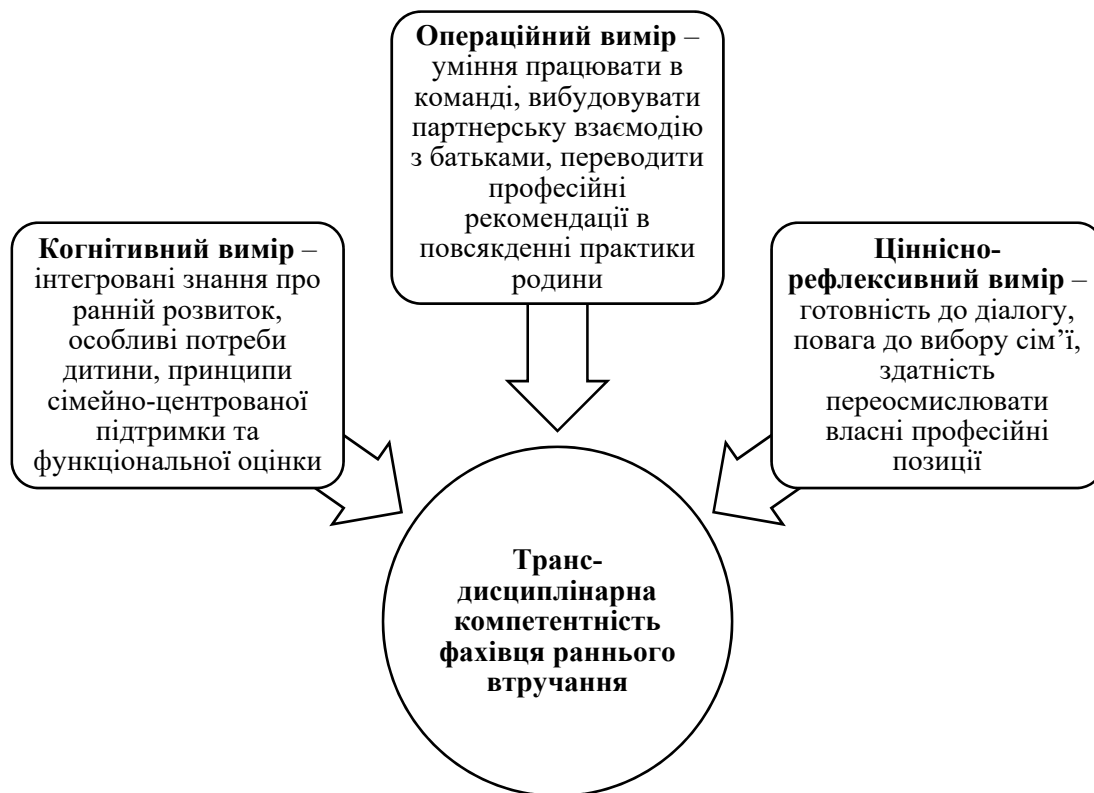 Когнітивний вимір –
інтегровані знання про
ранній розвиток,
особливі потреби
дитини, принципи
сімейно-центрованої
підтримки та
функціональної оцінки
Операційний вимір –
уміння працювати в
команді, вибудовувати
партнерську взаємодію
з батьками, переводити
професійні
рекомендації в
повсякденні практики
родини
Ціннісно-
рефлексивний вимір –
готовність до діалогу,
повага до вибору сім’ї,
здатність
переосмислювати
власні професійні
позиції
Транс-
дисциплінарна
компетентність
фахівця раннього
втручання